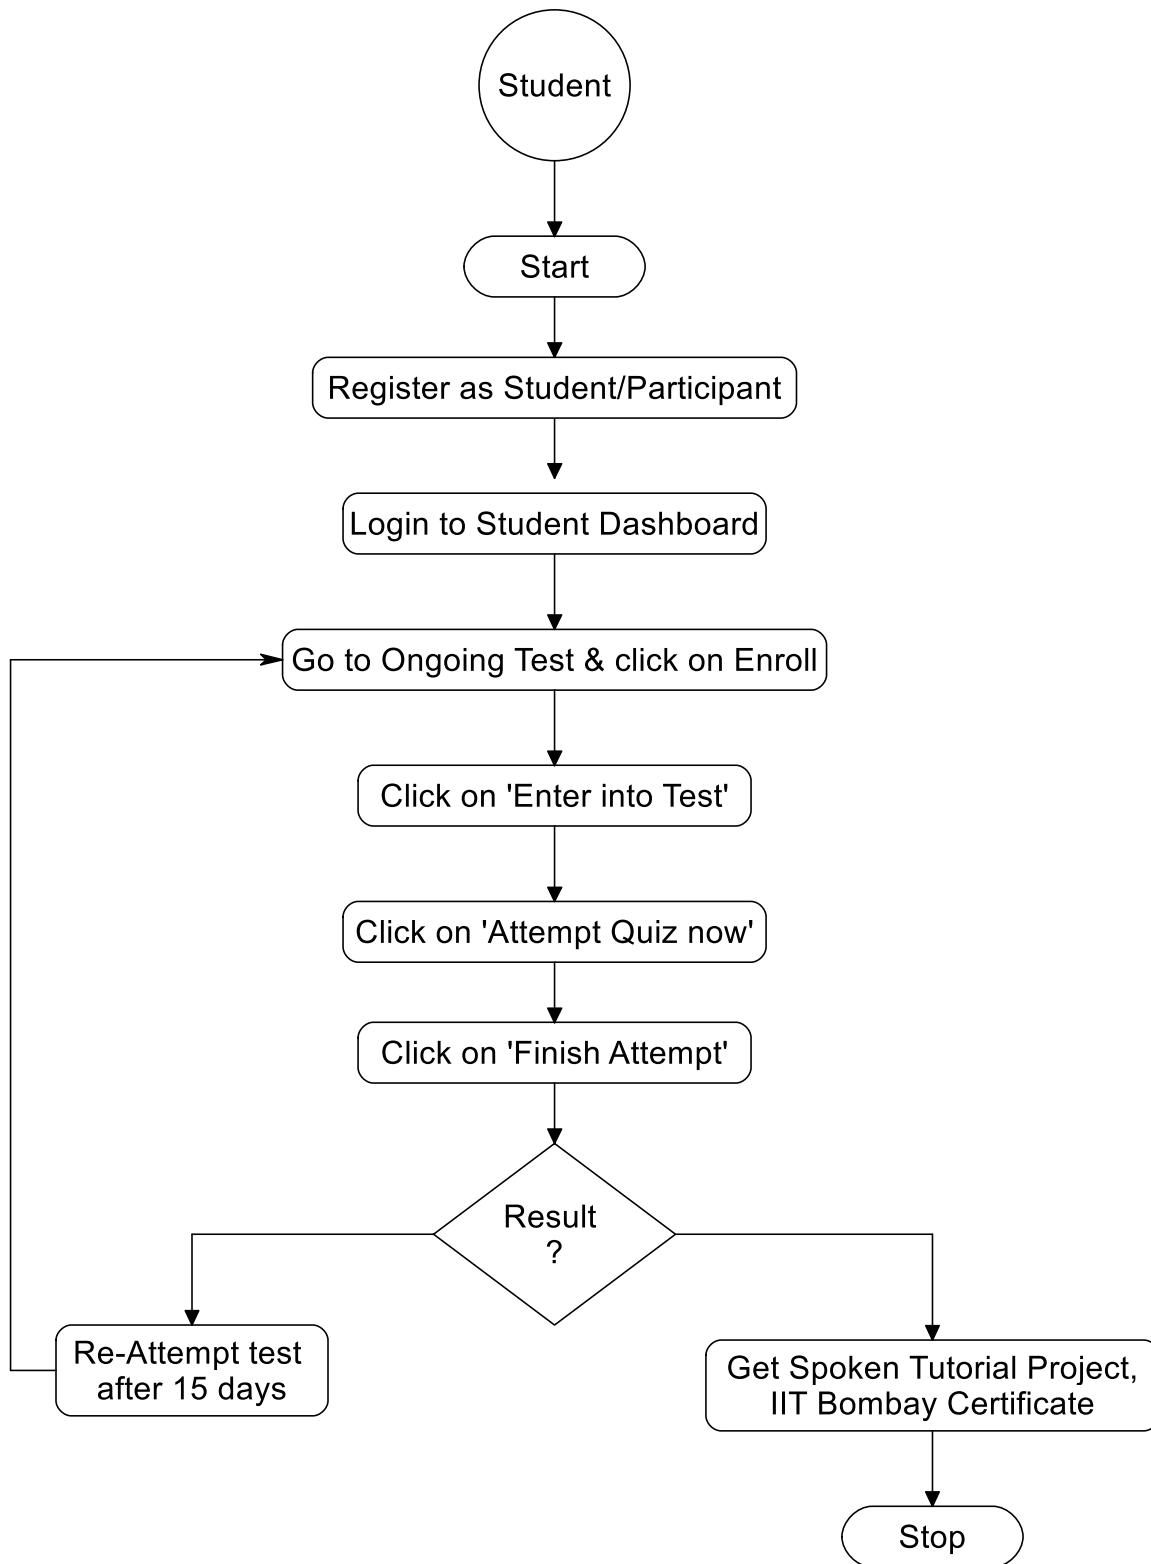 Student
Start
Register as Student/Participant
Login to Student Dashboard
Go to Ongoing Test & click on Enroll
Click on 'Enter into Test'
Click on 'Attempt Quiz now'
Click on 'Finish Attempt'
Result
?
Re-Attempt test
after 15 days
Get Spoken Tutorial Project,
IIT Bombay Certificate
Stop